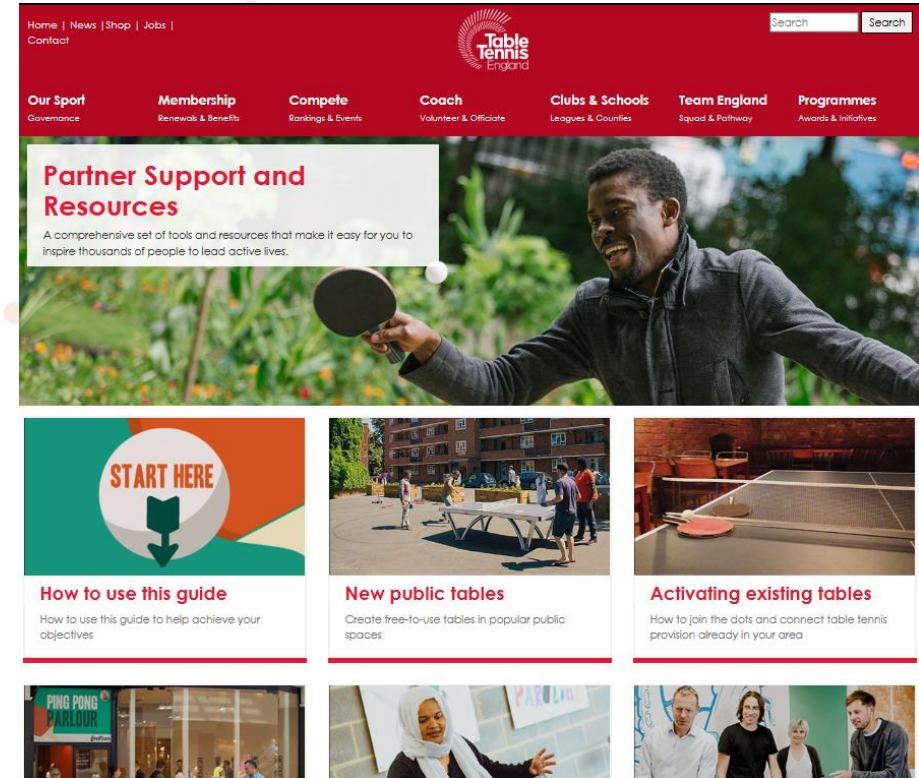 Home | News |Shop | Jobs |
Contact
Table
Tennis
England
Search
Search
Our Sport
Governance
Membership
Renewals & Benefits
Compete
Rankings & Events
Coach
Volunteer & Officiate
Clubs & Schools
Leagues & Counties
Team England
Squad & Pathway
Programmes
Awards & Initiatives
Partner Support and
Resources
A comprehensive set of tools and resources that make it easy for you to
inspire thousands of people to lead active lives.
START HERE
How to use this guide
How to use this guide to help achieve your
objectives
New public tables
Create free-to-use tables in popular public
spaces
Activating existing tables
How to join the dots and connect table tennis
provision already in your area
PING PONG
PARLOUR